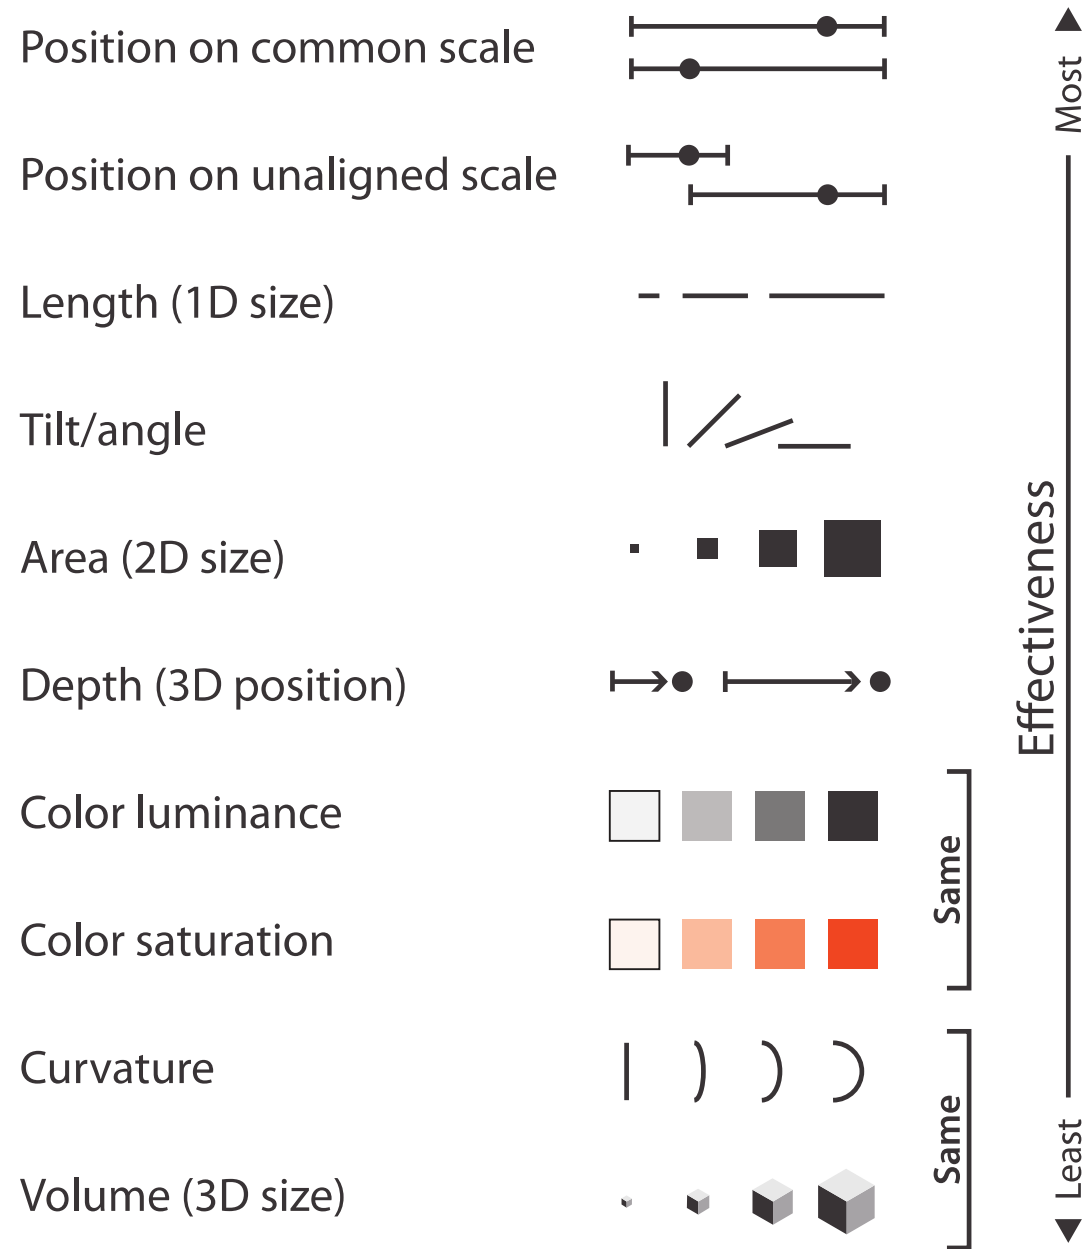 Position on common scale
Position on unaligned scale
Length (1D size)
Tilt/angle
Area (2D size)
Depth (3D position)
Color luminance
Color saturation
Curvature
Volume (3D size)
Same
Same
Most
Effectiveness
Least